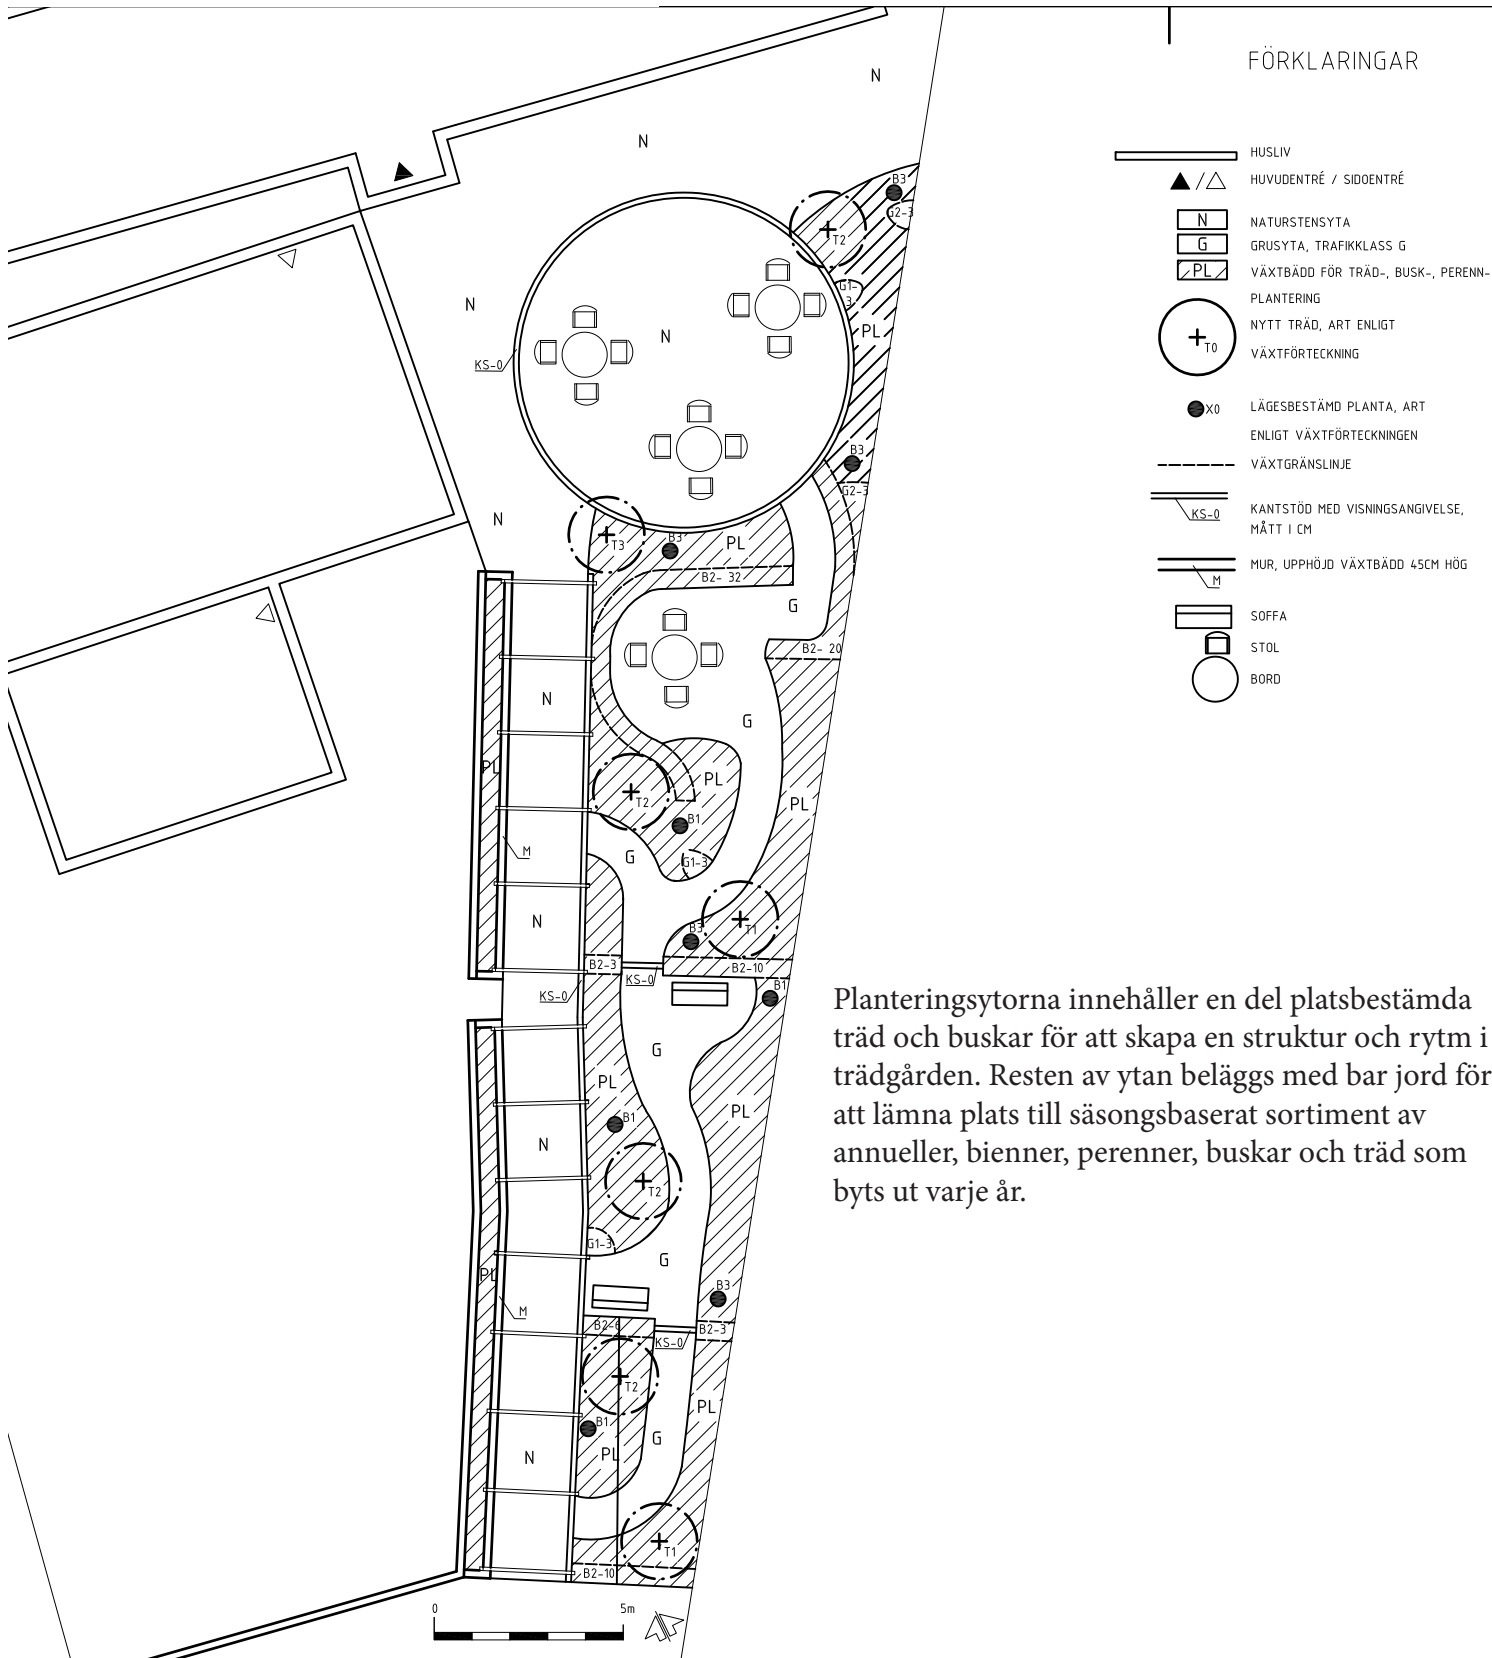 FÖRKLARINGAR
HUSLIV
HUVUDENTRÉ / SIDOENTRÉ
N NATURSTENSYTA
G GRUSYTA, TRAFIKKLASS G
PL VÄXTBÄDD FÖR TRÄD-, BUSK-, PERENN-
PLANTERING
T0 NYTT TRÄD, ART ENLIGT
VÄXTFÖRTECKNING
X0 LÄGESBESTÄMD PLANTA, ART
ENLIGT VÄXTFÖRTECKNINGEN
VÄXTGRÄNSLINJE
KS-0 KANTSTÖD MED VISNINGSANGIVELSE,
MÅTT I CM
M MUR, UPPHÖJD VÄXTBÄDD 45CM HÖG
SOFFA
STOL
BORD
N
N
B3
G2-3
T2
G1-
3
N
N
PL
KS-0
B3
G2-3
N
T3
B3
PL
B2- 32
G
B2- 20
N
G
PL
PL
T2
PL
B1
M
G
G1-3
N
T1
B3
B2-3
KS-0
B2-10
KS-0
B1
G
PL
PL
B1
N
T2
G1-3
G
PL
B3
M
B2-6
KS-0
B2-3
T2
PL
B1
G
PL
N
T1
B2-10
0 5m
Planteringsytorna innehåller en del platsbestämda
träd och buskar för att skapa en struktur och rytm i
trädgården. Resten av ytan beläggs med bar jord för
att lämna plats till säsongsbaserat sortiment av
annueller, bienner, perenner, buskar och träd som
byts ut varje år.